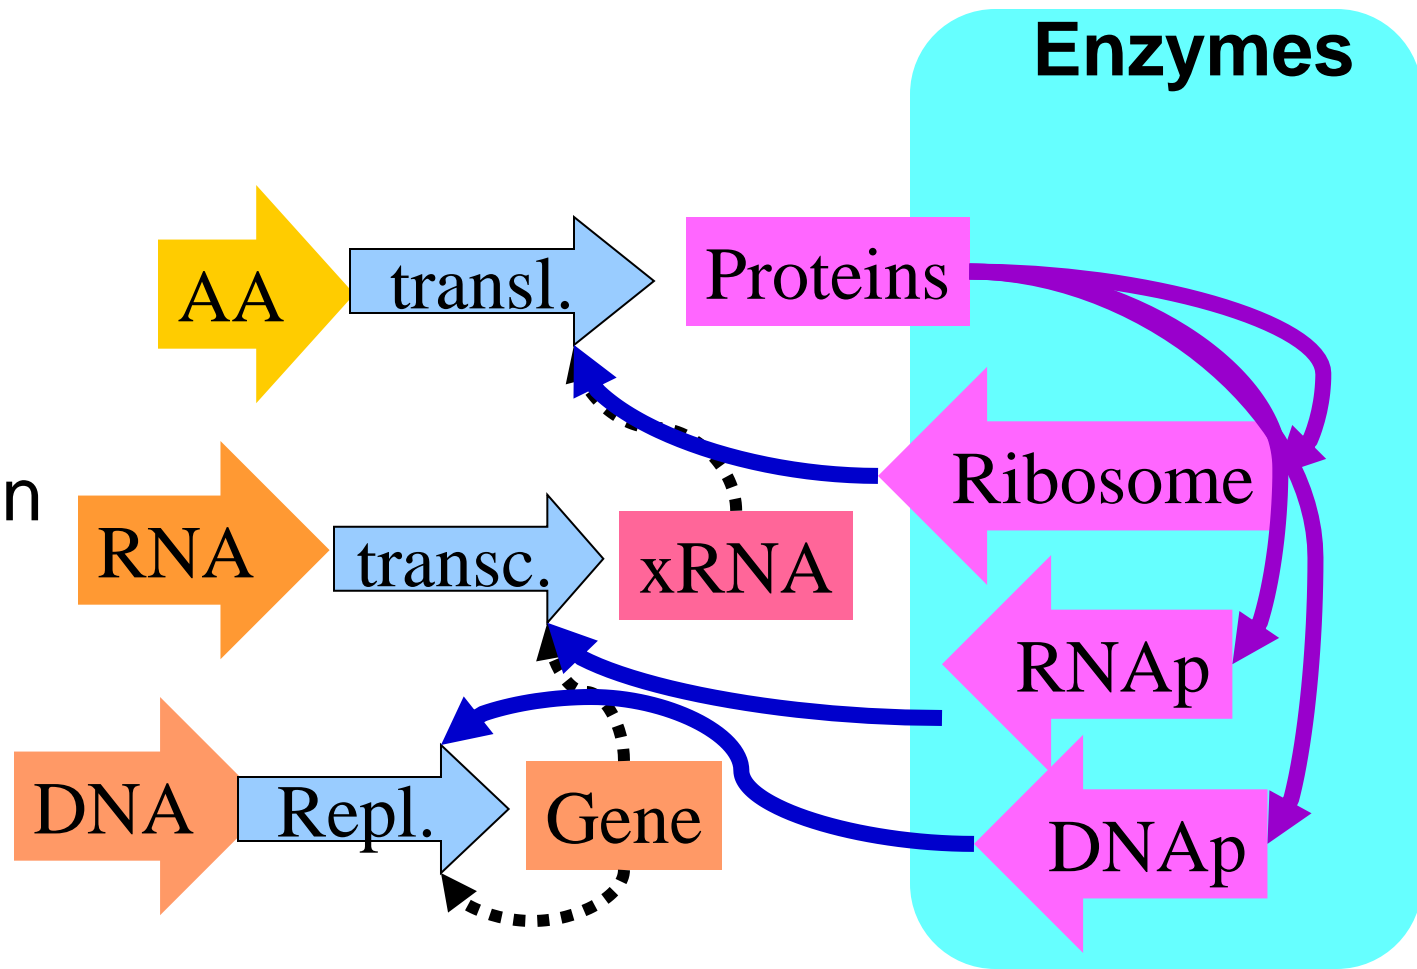 Enzymes
AA
transl.
Proteins
Ribosome
n
RNA
transc.
xRNA
RNAp
DNA
Repl.
Gene
DNAp